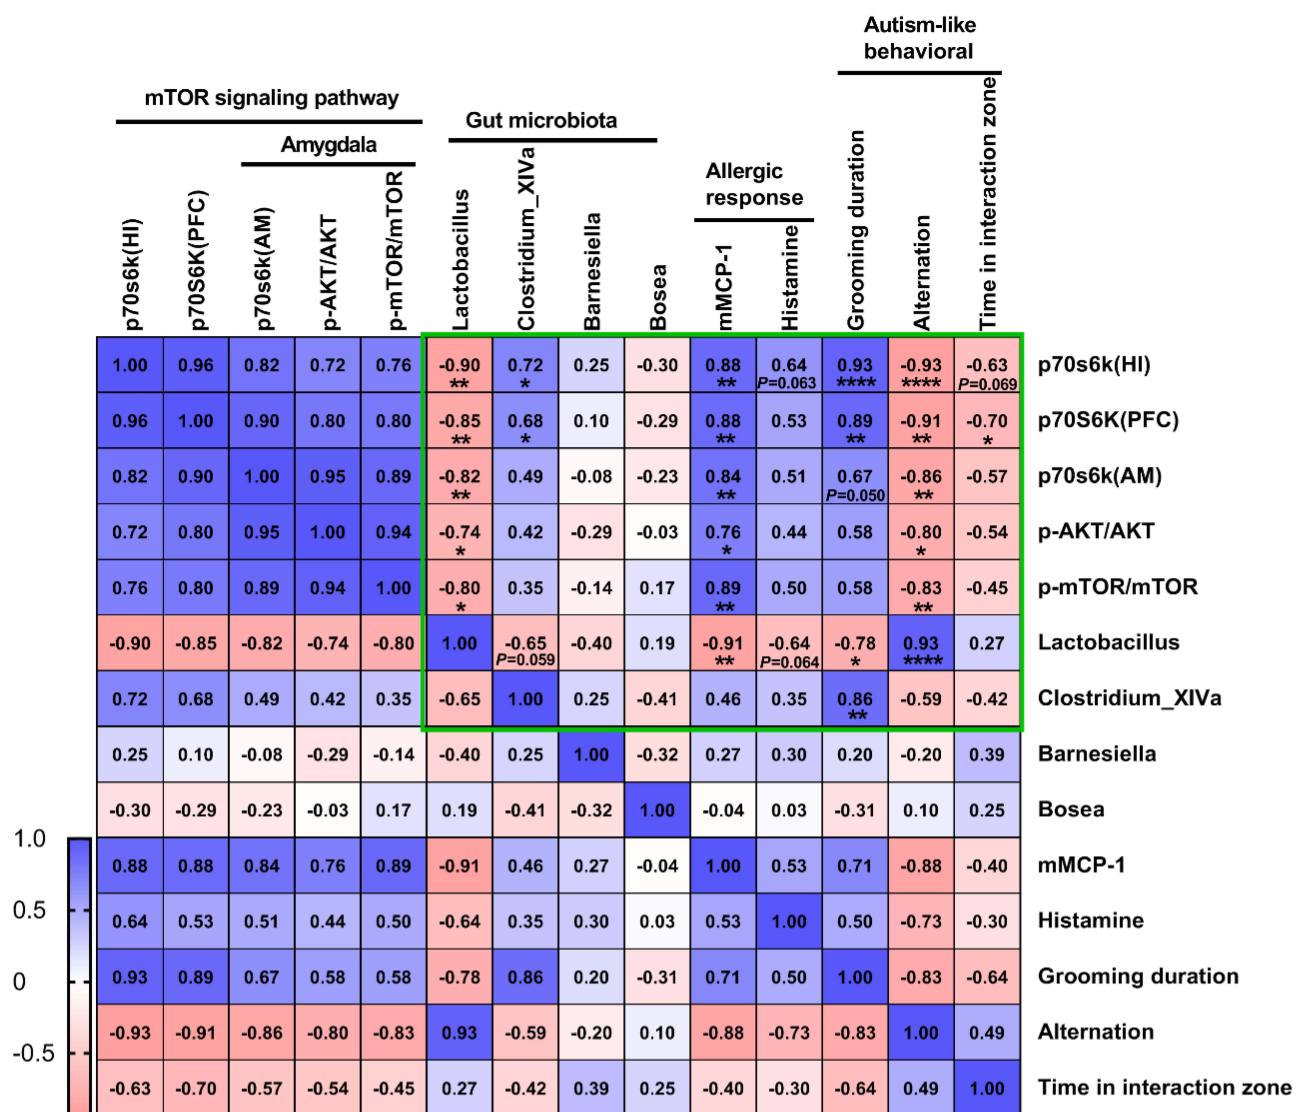 Autism-like
behavioral
mTOR signaling pathway
Gut microbiota
Amygdala
Allergic
response
p70s6k(HI)
p70S6K(PFC)
p70s6k(AM)
p-AKT/AKT
p-mTOR/mTOR
Lactobacillus
Clostridium_XIVa
Barnesiella
Bosea
mMCP-1
Histamine
Grooming duration
Alternation
Time in interaction zone
1.00 0.96 0.82 0.72 0.76 -0.90 0.72 0.25 -0.30 0.88 0.64 0.93 -0.93 -0.63 p70s6k(HI)
** * ** P=0.063 **** **** P=0.069
0.96 1.00 0.90 0.80 0.80 -0.85 0.68 0.10 -0.29 0.88 0.53 0.89 -0.91 -0.70 p70S6K(PFC)
** * ** ** ** *
0.82 0.90 1.00 0.95 0.89 -0.82 0.49 -0.08 -0.23 0.84 0.51 0.67 -0.86 -0.57 p70s6k(AM)
** ** P=0.050 **
0.72 0.80 0.95 1.00 0.94 -0.74 0.42 -0.29 -0.03 0.76 0.44 0.58 -0.80 -0.54 p-AKT/AKT
* * *
0.76 0.80 0.89 0.94 1.00 -0.80 0.35 -0.14 0.17 0.89 0.50 0.58 -0.83 -0.45 p-mTOR/mTOR
* ** **
-0.90 -0.85 -0.82 -0.74 -0.80 1.00 -0.65 -0.40 0.19 -0.91 -0.64 -0.78 0.93 0.27 Lactobacillus
P=0.059 ** P=0.064 * ****
0.72 0.68 0.49 0.42 0.35 -0.65 1.00 0.25 -0.41 0.46 0.35 0.86 -0.59 -0.42 Clostridium_XIVa
**
0.25 0.10 -0.08 -0.29 -0.14 -0.40 0.25 1.00 -0.32 0.27 0.30 0.20 -0.20 0.39 Barnesiella
-0.30 -0.29 -0.23 -0.03 0.17 0.19 -0.41 -0.32 1.00 -0.04 0.03 -0.31 0.10 0.25 Bosea
0.88 0.88 0.84 0.76 0.89 -0.91 0.46 0.27 -0.04 1.00 0.53 0.71 -0.88 -0.40 mMCP-1
0.64 0.53 0.51 0.44 0.50 -0.64 0.35 0.30 0.03 0.53 1.00 0.50 -0.73 -0.30 Histamine
0.93 0.89 0.67 0.58 0.58 -0.78 0.86 0.20 -0.31 0.71 0.50 1.00 -0.83 -0.64 Grooming duration
-0.93 -0.91 -0.86 -0.80 -0.83 0.93 -0.59 -0.20 0.10 -0.88 -0.73 -0.83 1.00 0.49 Alternation
-0.63 -0.70 -0.57 -0.54 -0.45 0.27 -0.42 0.39 0.25 -0.40 -0.30 -0.64 0.49 1.00 Time in interaction zone
1.0
0.5
0
-0.5